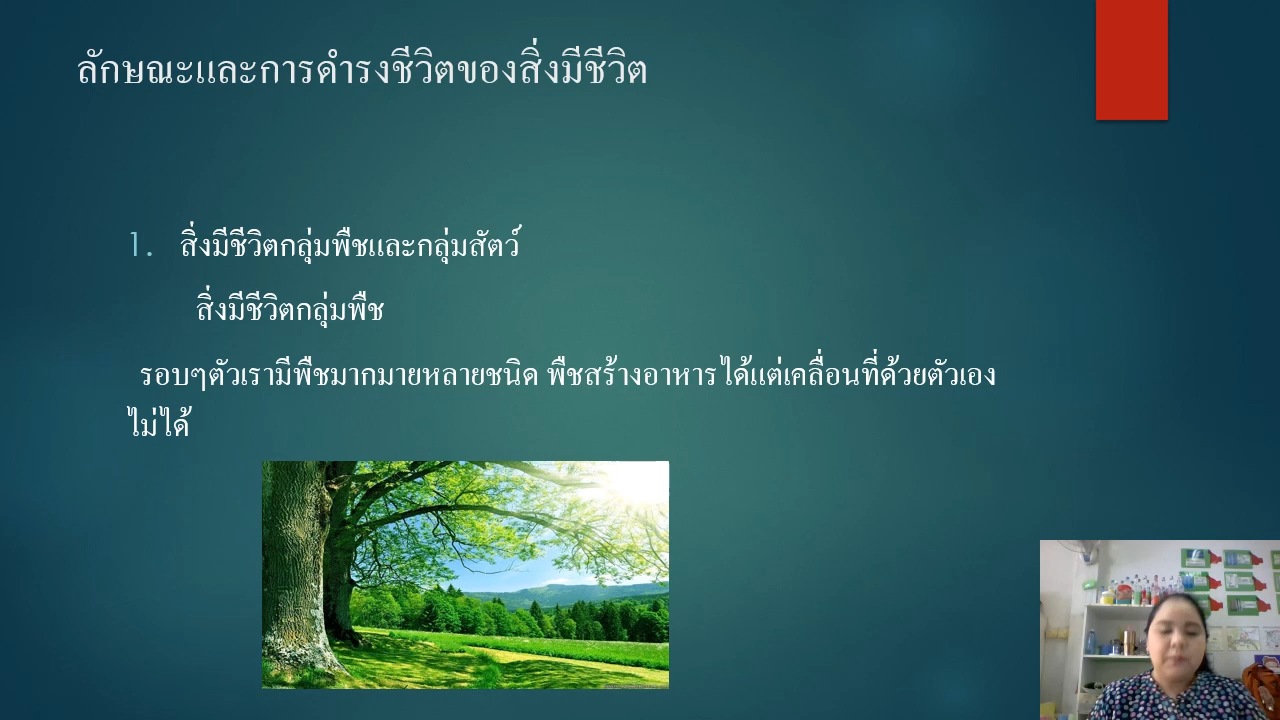 ลักษณะและการดำรงชีวิตของสิ่งมีชีวิต
1. สิ่งมีชีวิตกลุ่มพืชและกลุ่มสัตว์
สิ่งมีชีวิตกลุ่มพืช
รอบๆตัวเรามีพืชมากมายหลายชนิด พืชสร้างอาหารได้แต่เคลื่อนที่ด้วยตัวเอง
ไม่ได้